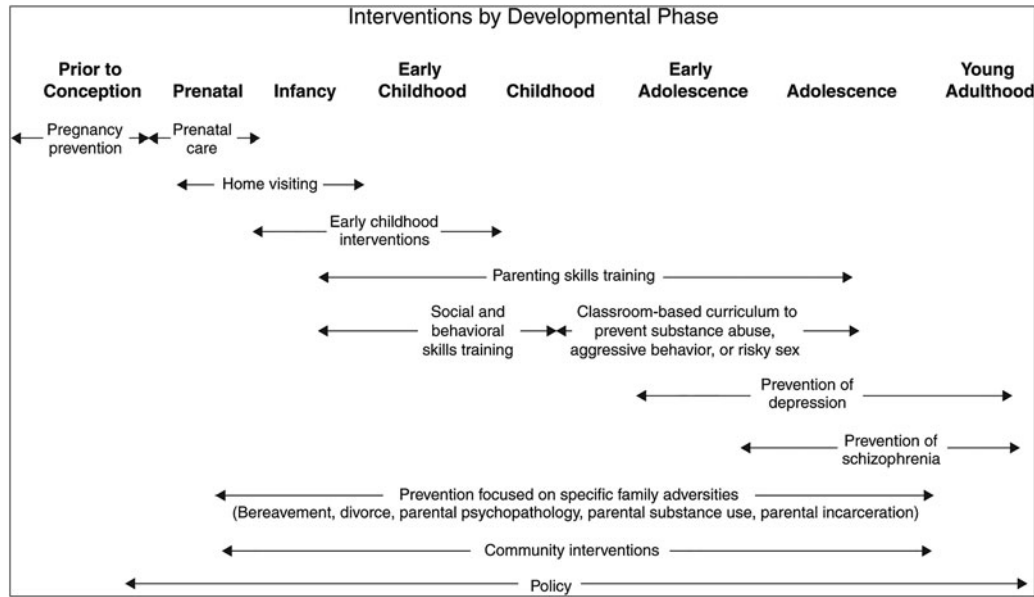 Interventions by Developmental Phase
Prior to
Conception
Prenatal
Infancy
Early
Childhood
Childhood
Early
Adolescence
Adolescence
Young
Adulthood
Pregnancy
prevention
Prenatal
care
Home visiting
Early childhood
interventions
Parenting skills training
Social and
behavioral
skills training
Classroom-based curriculum to
prevent substance abuse,
aggressive behavior, or risky sex
Prevention of
depression
Prevention of
schizophrenia
Prevention focused on specific family adversities
(Bereavement, divorce, parental psychopathology, parental substance use, parental incarceration)
Community interventions
Policy